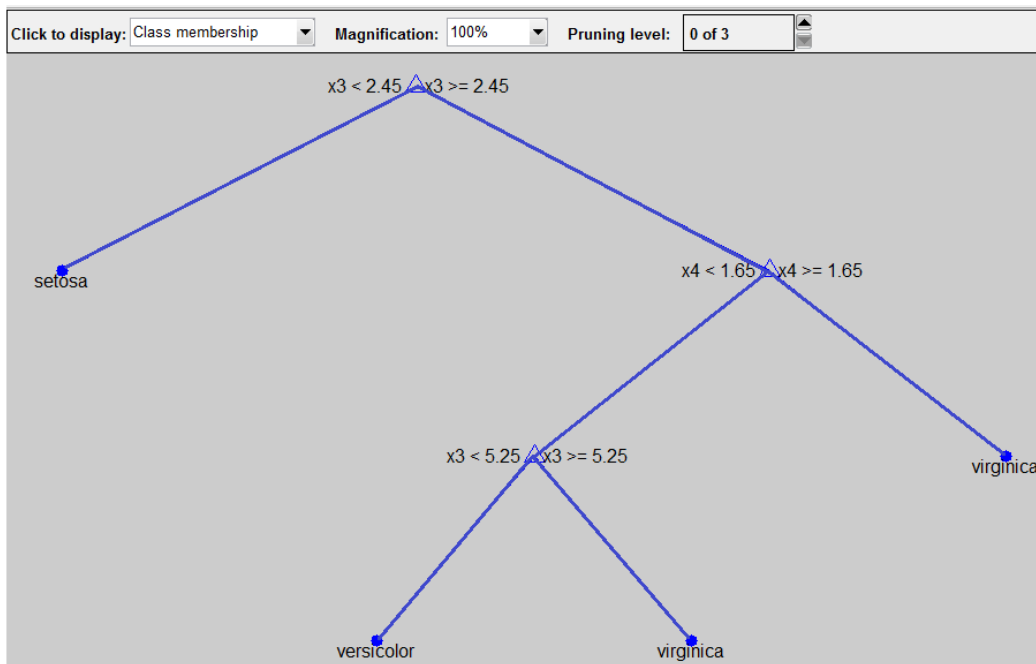 Click to display: Class membership Magnification: 100% Pruning level: 0 of 3
x3 < 2.45 x3 >= 2.45
setosa
x4 < 1.65 x4 >= 1.65
x3 < 5.25 x3 >= 5.25
virginica
versicolor
virginica